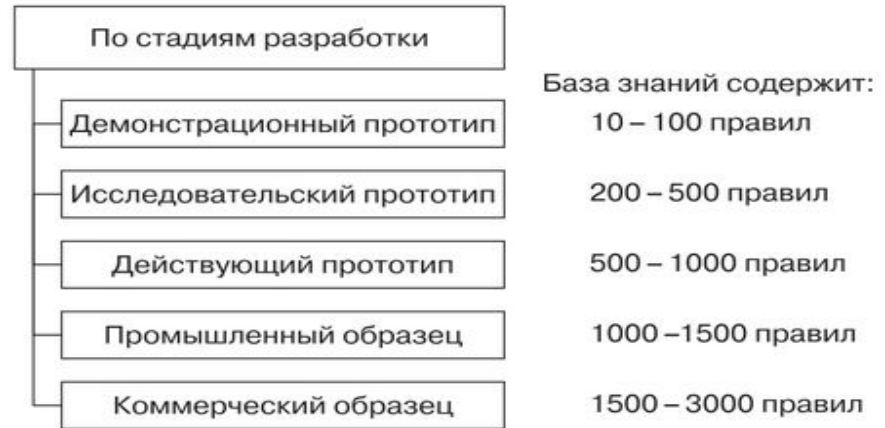 По стадиям разработки
База знаний содержит:
Демонстрационный прототип 10 – 100 правил
Исследовательский прототип 200 – 500 правил
Действующий прототип 500 – 1000 правил
Промышленный образец 1000 –1500 правил
Коммерческий образец 1500 – 3000 правил